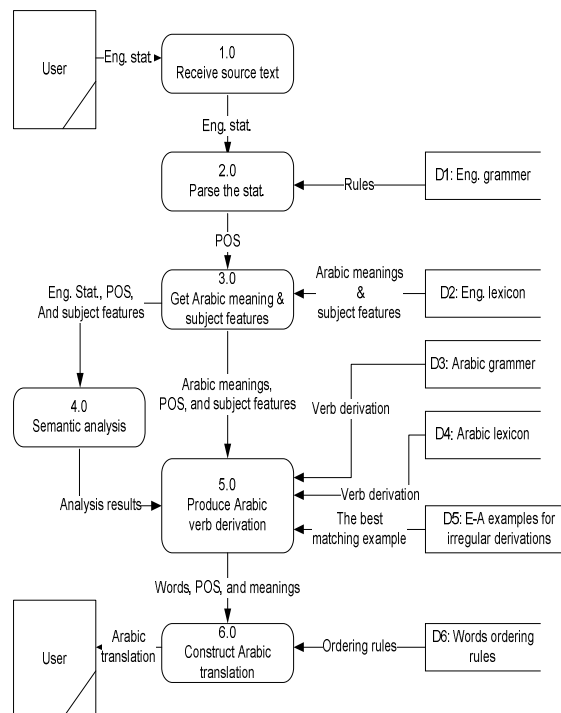 User
Eng. stat.
1.0
Receive source text
Eng. stat.
2.0
Parse the stat.
Rules
D1: Eng. grammer
POS
3.0
Get Arabic meaning &
subject features
Arabic meanings
&
subject features
D2: Eng. lexicon
Eng. Stat., POS,
And subject features
Arabic meanings,
POS, and subject features
D3: Arabic grammer
Verb derivation
4.0
Semantic analysis
D4: Arabic lexicon
Verb derivation
Analysis results
5.0
Produce Arabic
verb derivation
The best
matching example
D5: E-A examples for
irregular derivations
Words, POS, and meanings
User
Arabic
translation
6.0
Construct Arabic
translation
Ordering rules
D6: Words ordering
rules